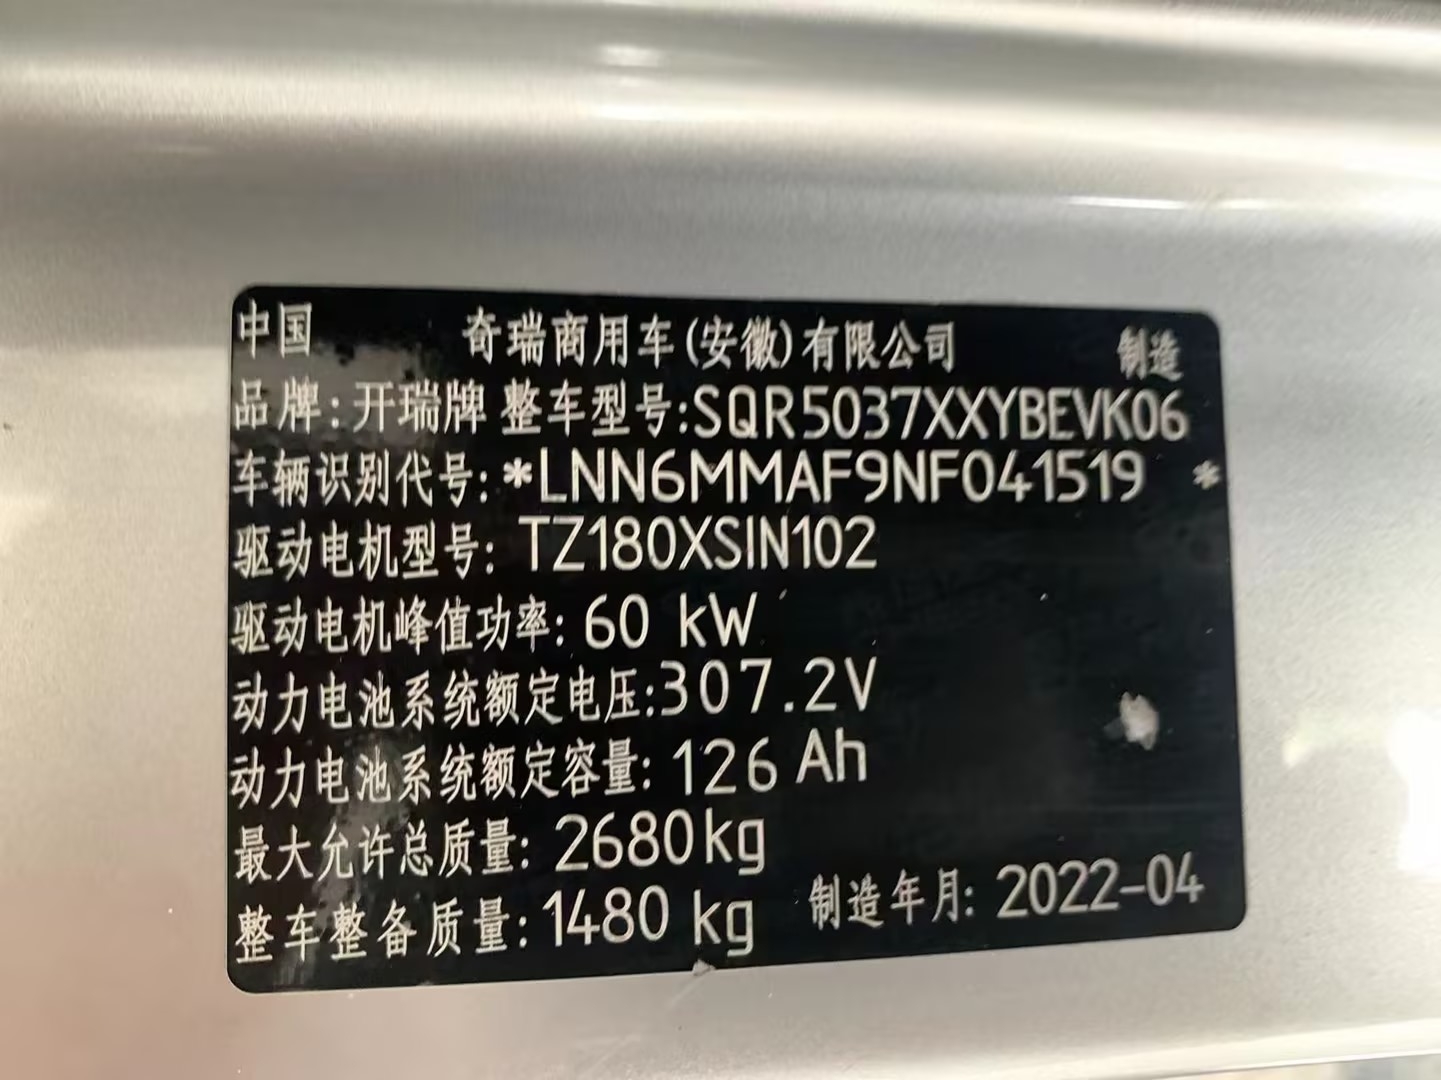 中国 奇瑞商用车(安徽)有限公司 制造
品牌:开瑞牌 整车型号:SQR5037XXYBEVK06
车辆识别代号:*LNN6MMAF9NF041519 *
驱动电机型号: TZ180XSIN102
驱动电机峰值功率: 60 kW
动力电池系统额定电压:307.2V
动力电池系统额定容量: 126 Ah
最大允许总质量: 2680kg
整车整备质量:1480 kg 制造年月: 2022-04